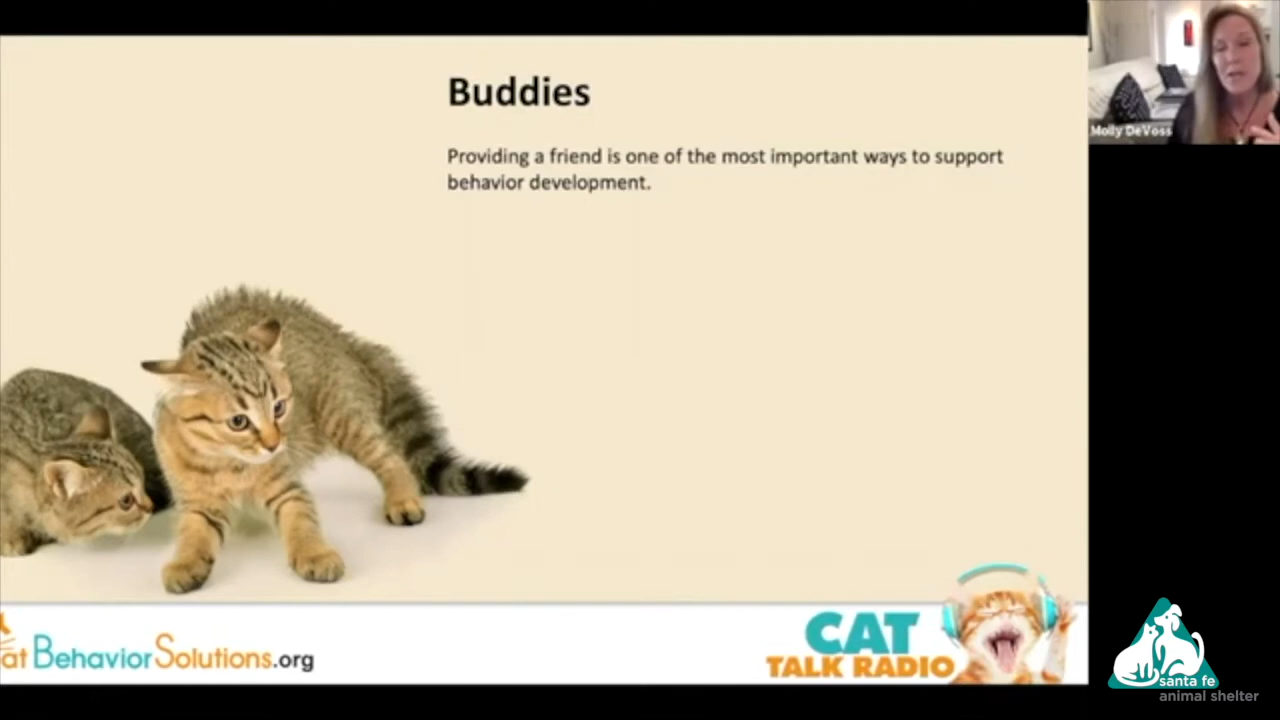 Buddies
Molly DeVoss
Providing a friend is one of the most important ways to support
behavior development.
CAT
TALK RADIO
at BehaviorSolutions.org
santa fe
animal shelter